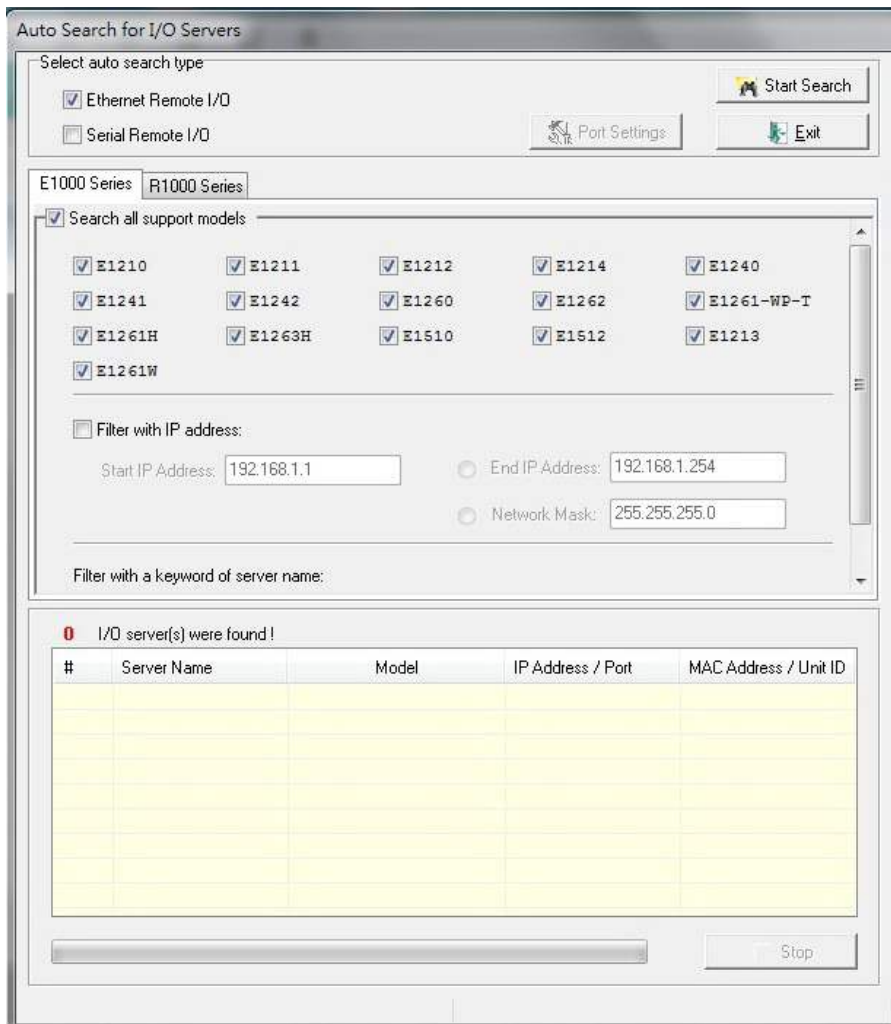 Auto Search for I/O Servers
Select auto search type
Ethernet Remote I/O
Start Search
Serial Remote I/O
Port Settings
Exit
E1000 Series R1000 Series
Search all support models
E1210 E1211 E1212 E1214 E1240
E1241 E1242 E1260 E1262 E1261-WP-T
E1261H E1263H E1510 E1512 E1213
E1261W
Filter with IP address:
Start IP Address: 192.168.1.1 End IP Address: 192.168.1.254
Network Mask: 255.255.255.0
Filter with a keyword of server name:
0 I/O server(s) were found !
# Server Name Model IP Address / Port MAC Address / Unit ID
Stop